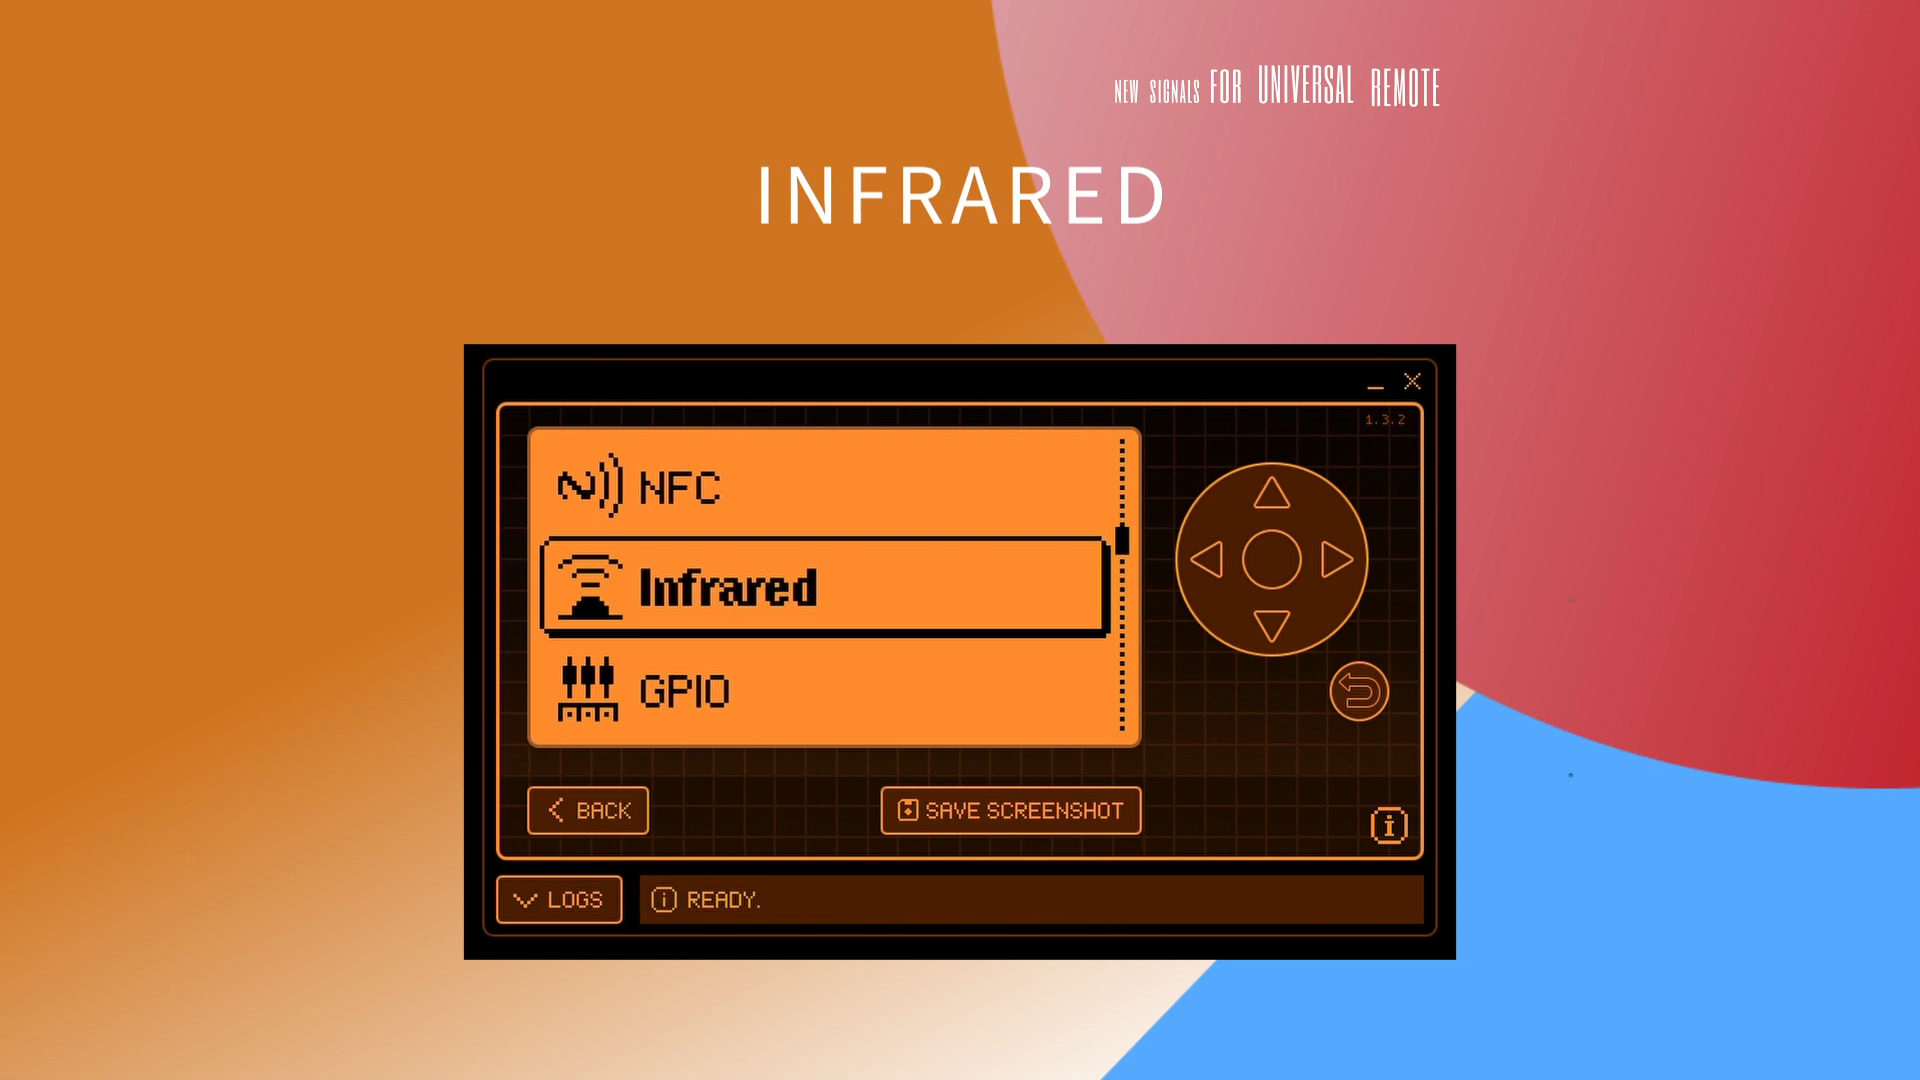 NEW SIGNALS FOR UNIVERSAL REMOTE
INFRARED
1.3.2
NFC
Infrared
GPIO
BACK
SAVE SCREENSHOT
LOGS
READY.